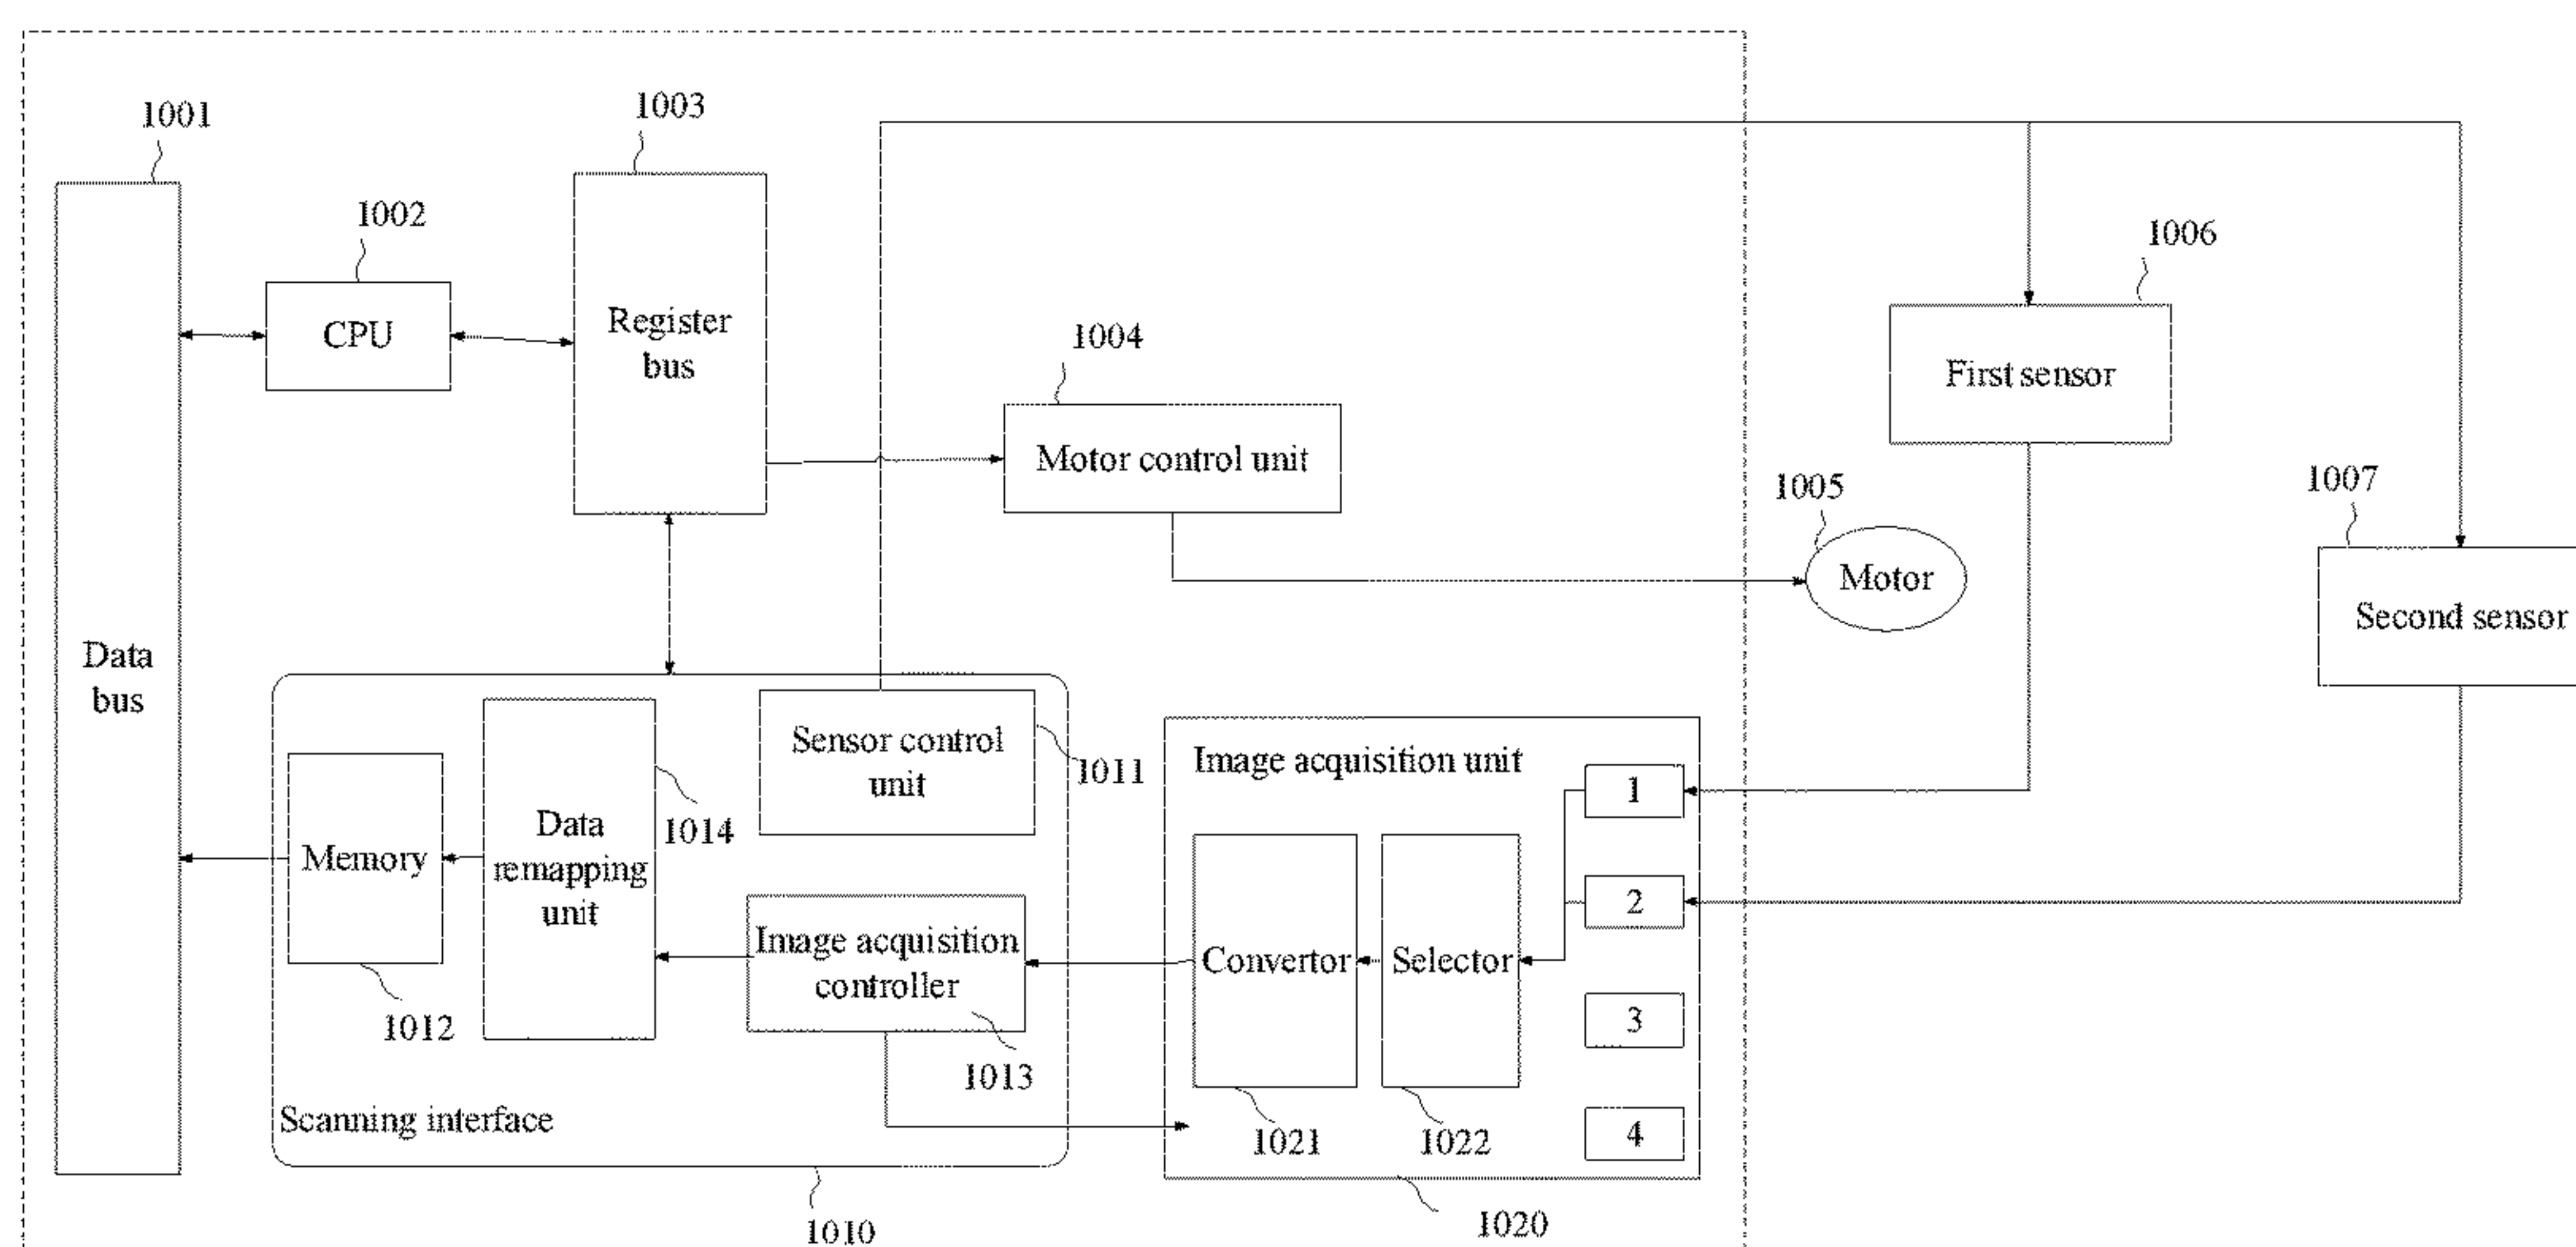 1001
1002
1003
1004
1005
1006
1007
Data
bus
CPU
Register
bus
Motor control unit
Motor
First sensor
Second sensor
Sensor control
unit
1011
Memory
1012
Data
remapping
unit
1014
Image acquisition
controller
1013
Scanning interface
1010
Image acquisition unit
Convertor
1021
Selector
1022
1
2
3
4
1020